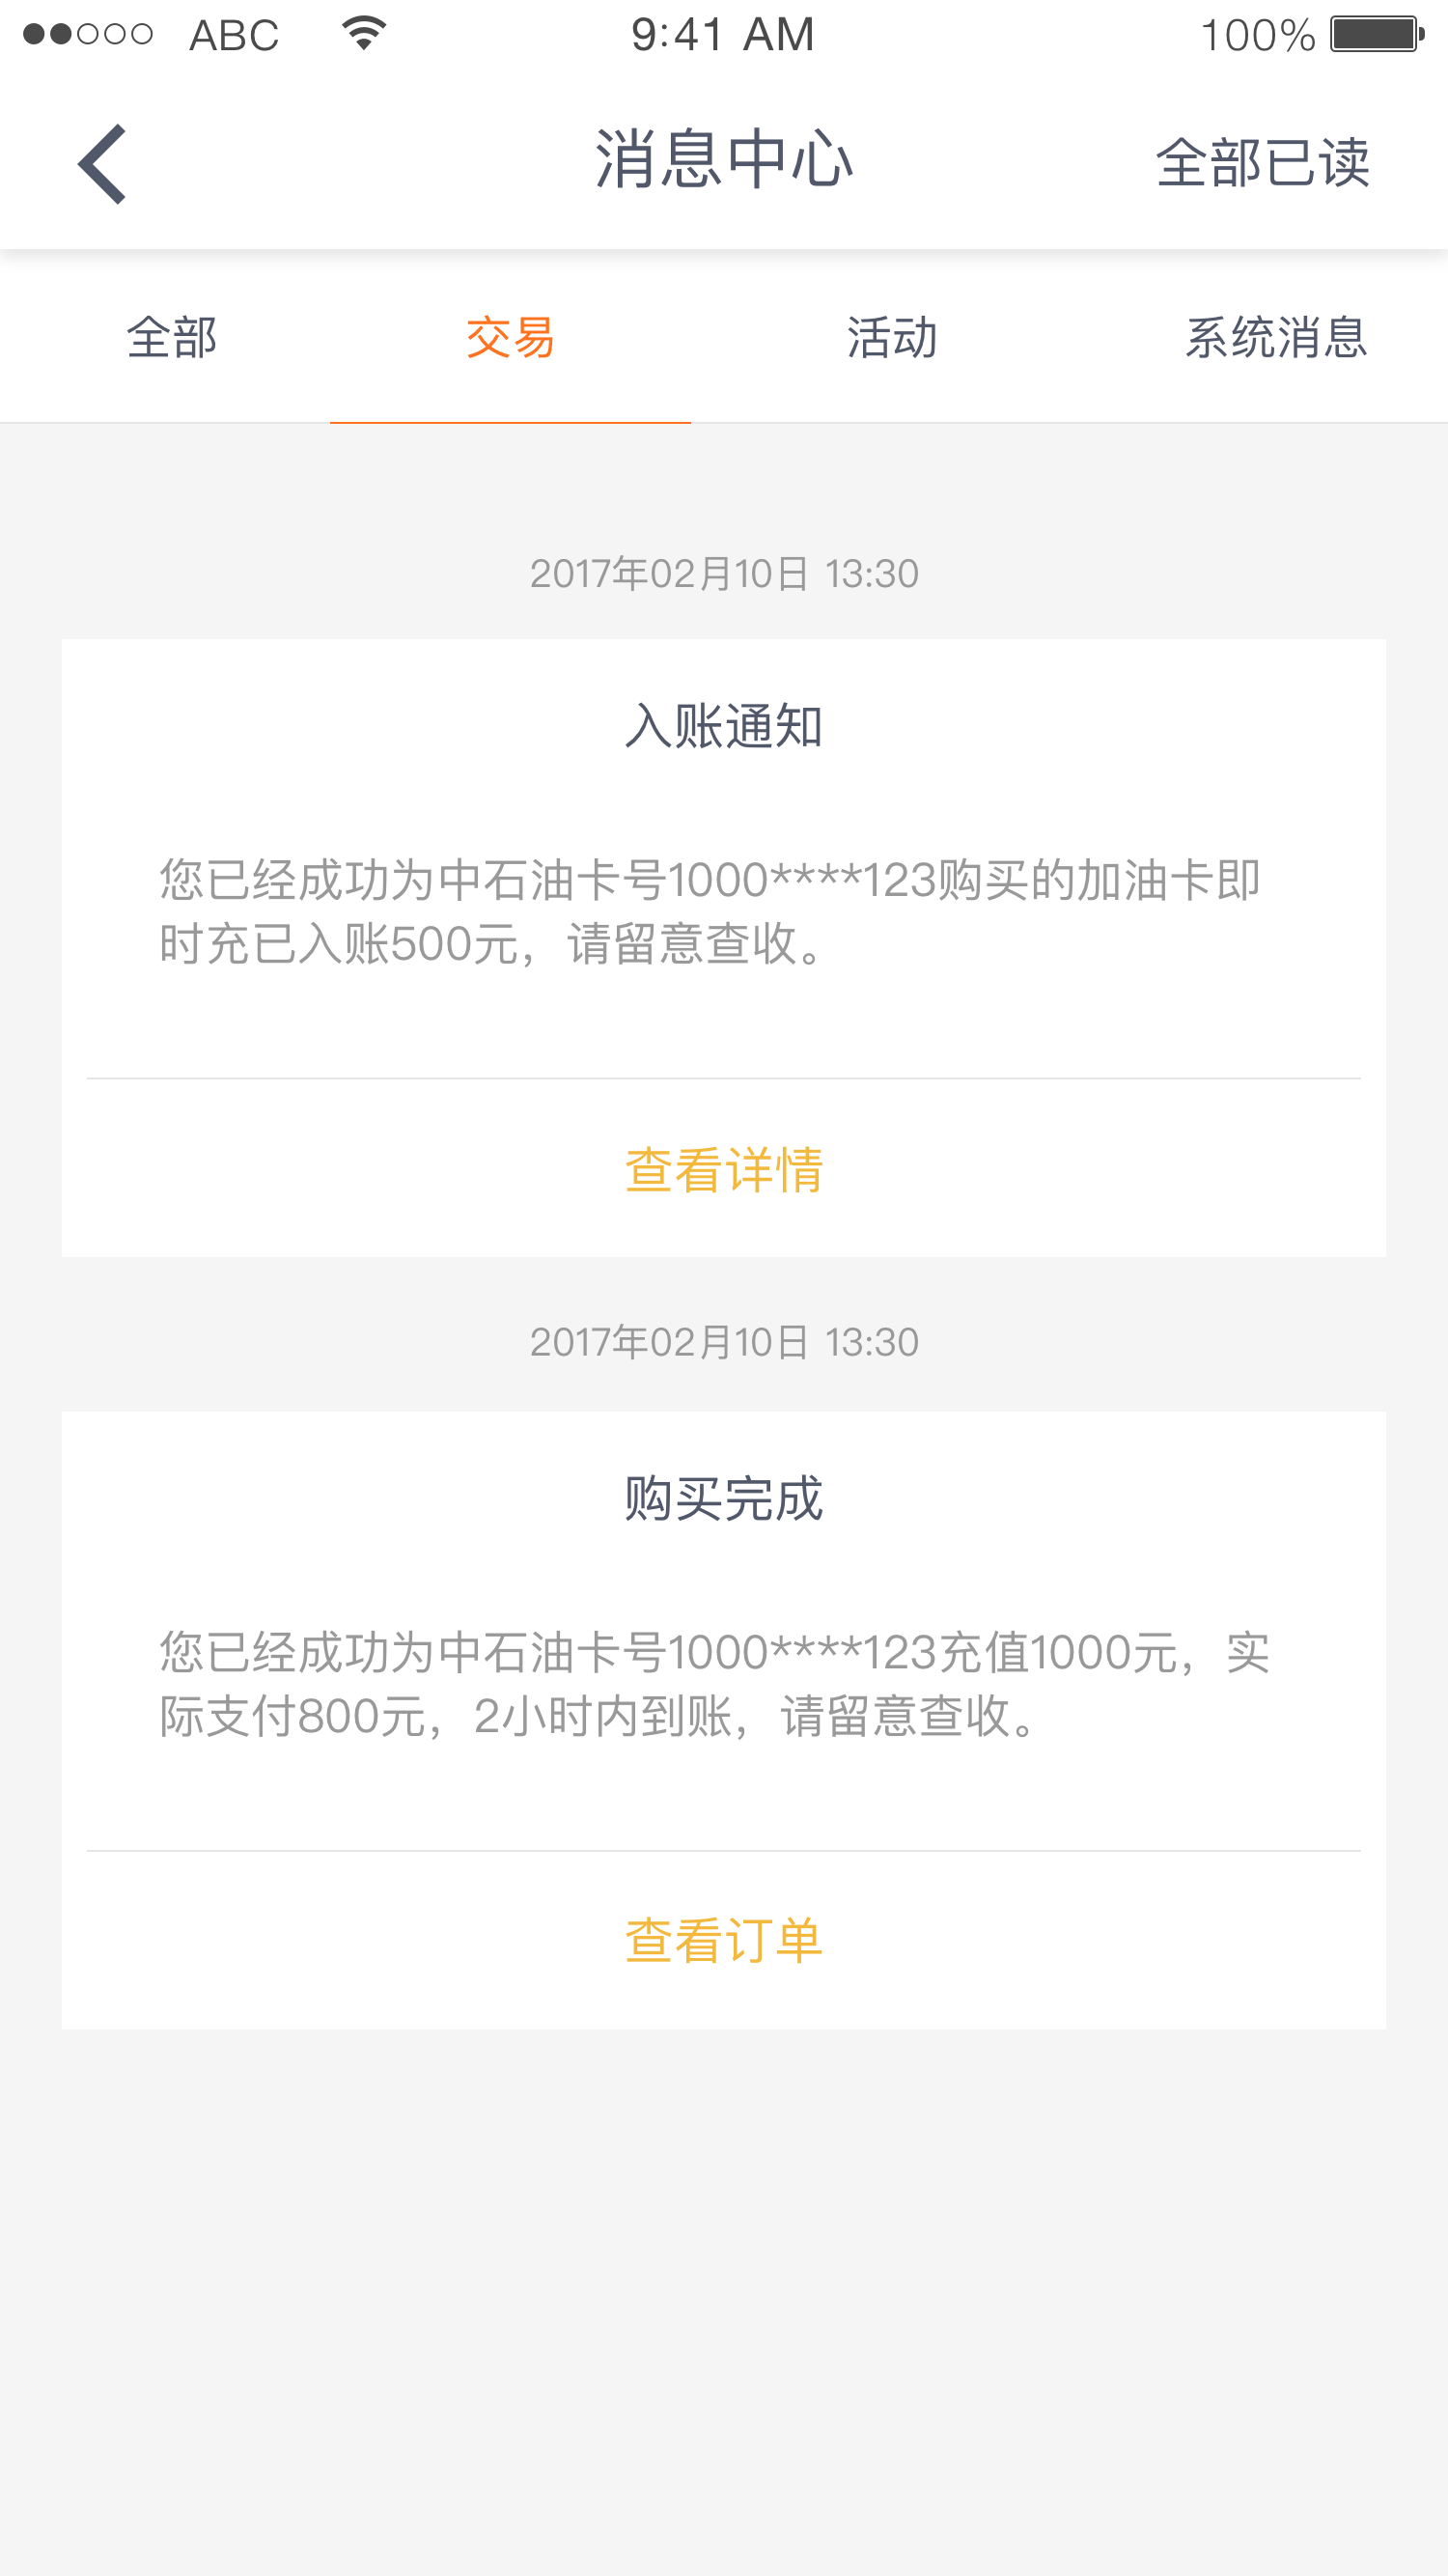 ABC 9:41 AM 100%
消息中心 全部已读
全部 交易 活动 系统消息
2017年02月10日 13:30
入账通知
您已经成功为中石油卡号1000****123购买的加油卡即
时充已入账500元，请留意查收。
查看详情
2017年02月10日 13:30
购买完成
您已经成功为中石油卡号1000****123充值1000元，实
际支付800元，2小时内到账，请留意查收。
查看订单